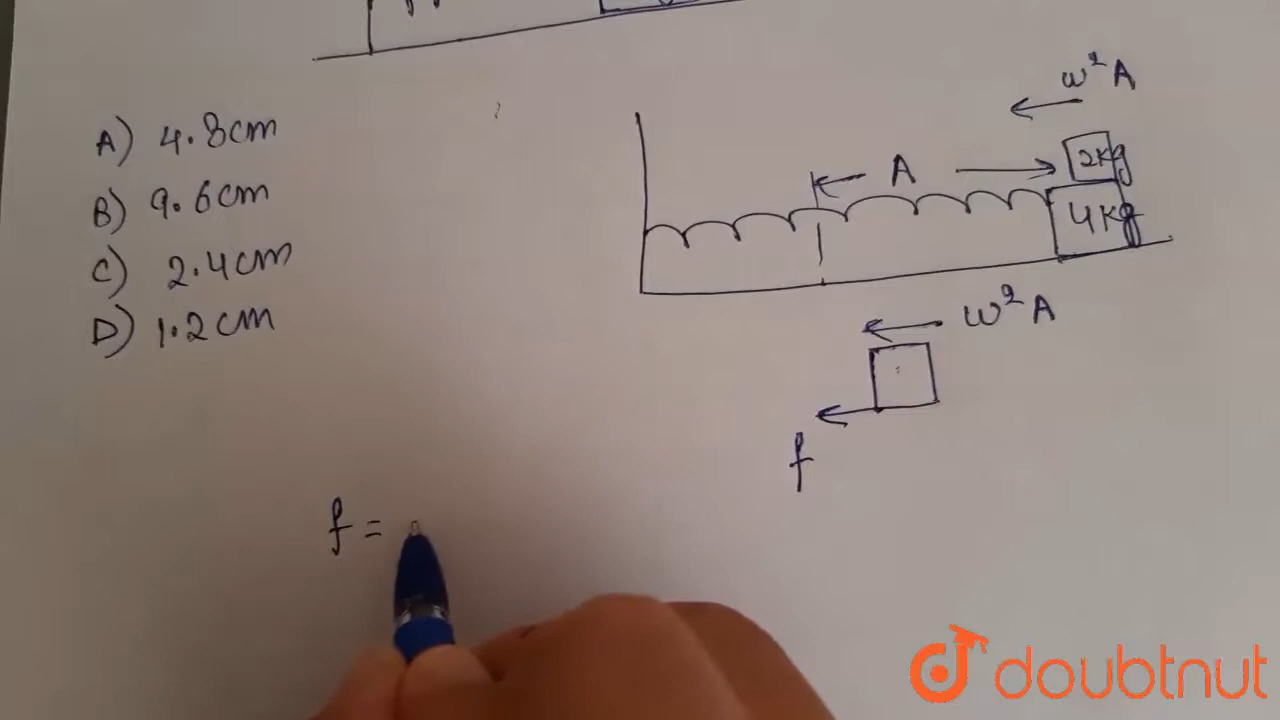 A) 4.8cm
B) 9.6cm
C) 2.4cm
D) 1.2cm
ω²A
A
2kg
4kg
ω²A
f
f =
doubtnut